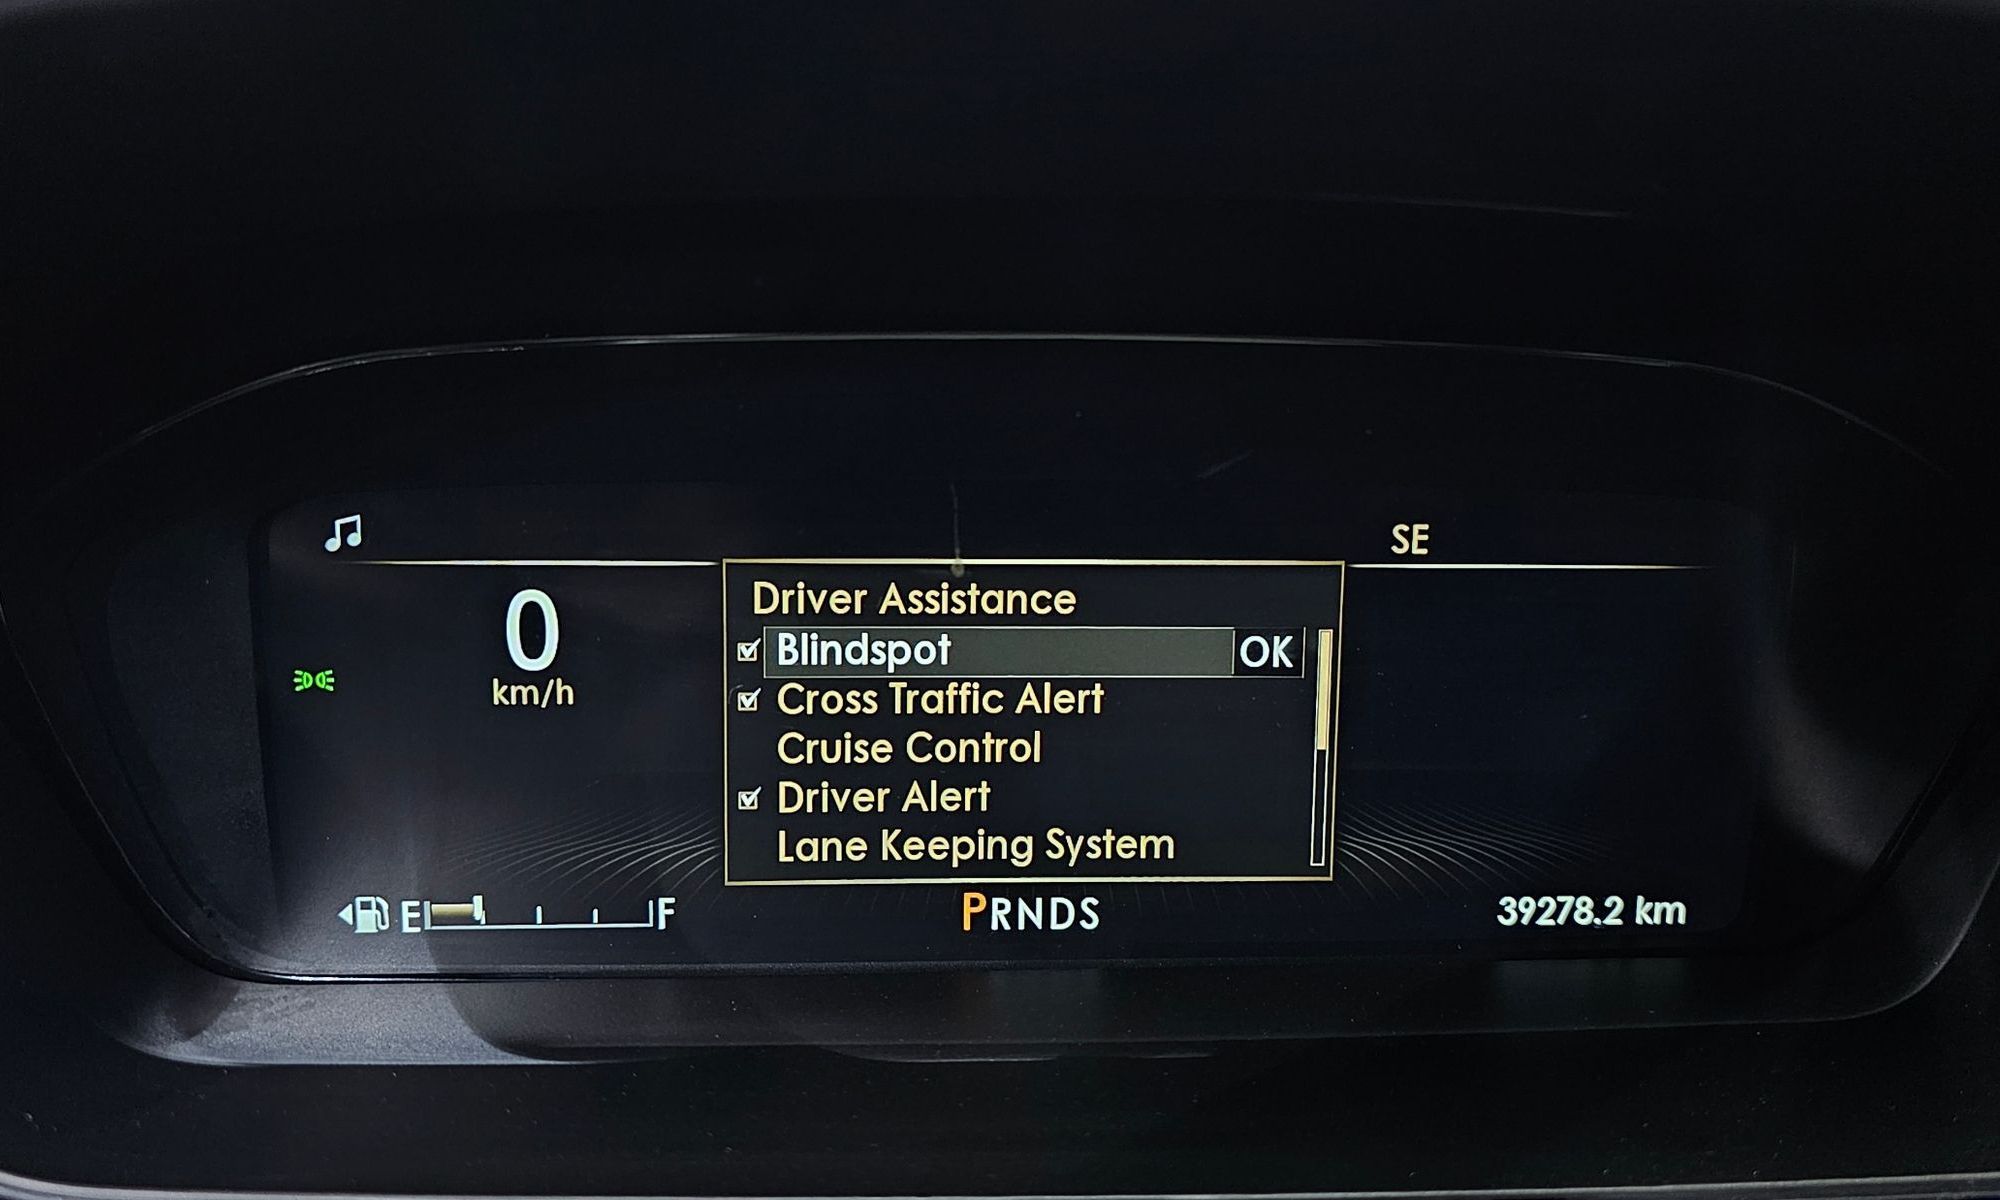 SE
0
km/h
Driver Assistance
Blindspot OK
Cross Traffic Alert
Cruise Control
Driver Alert
Lane Keeping System
E F
PRNDS
39278.2 km